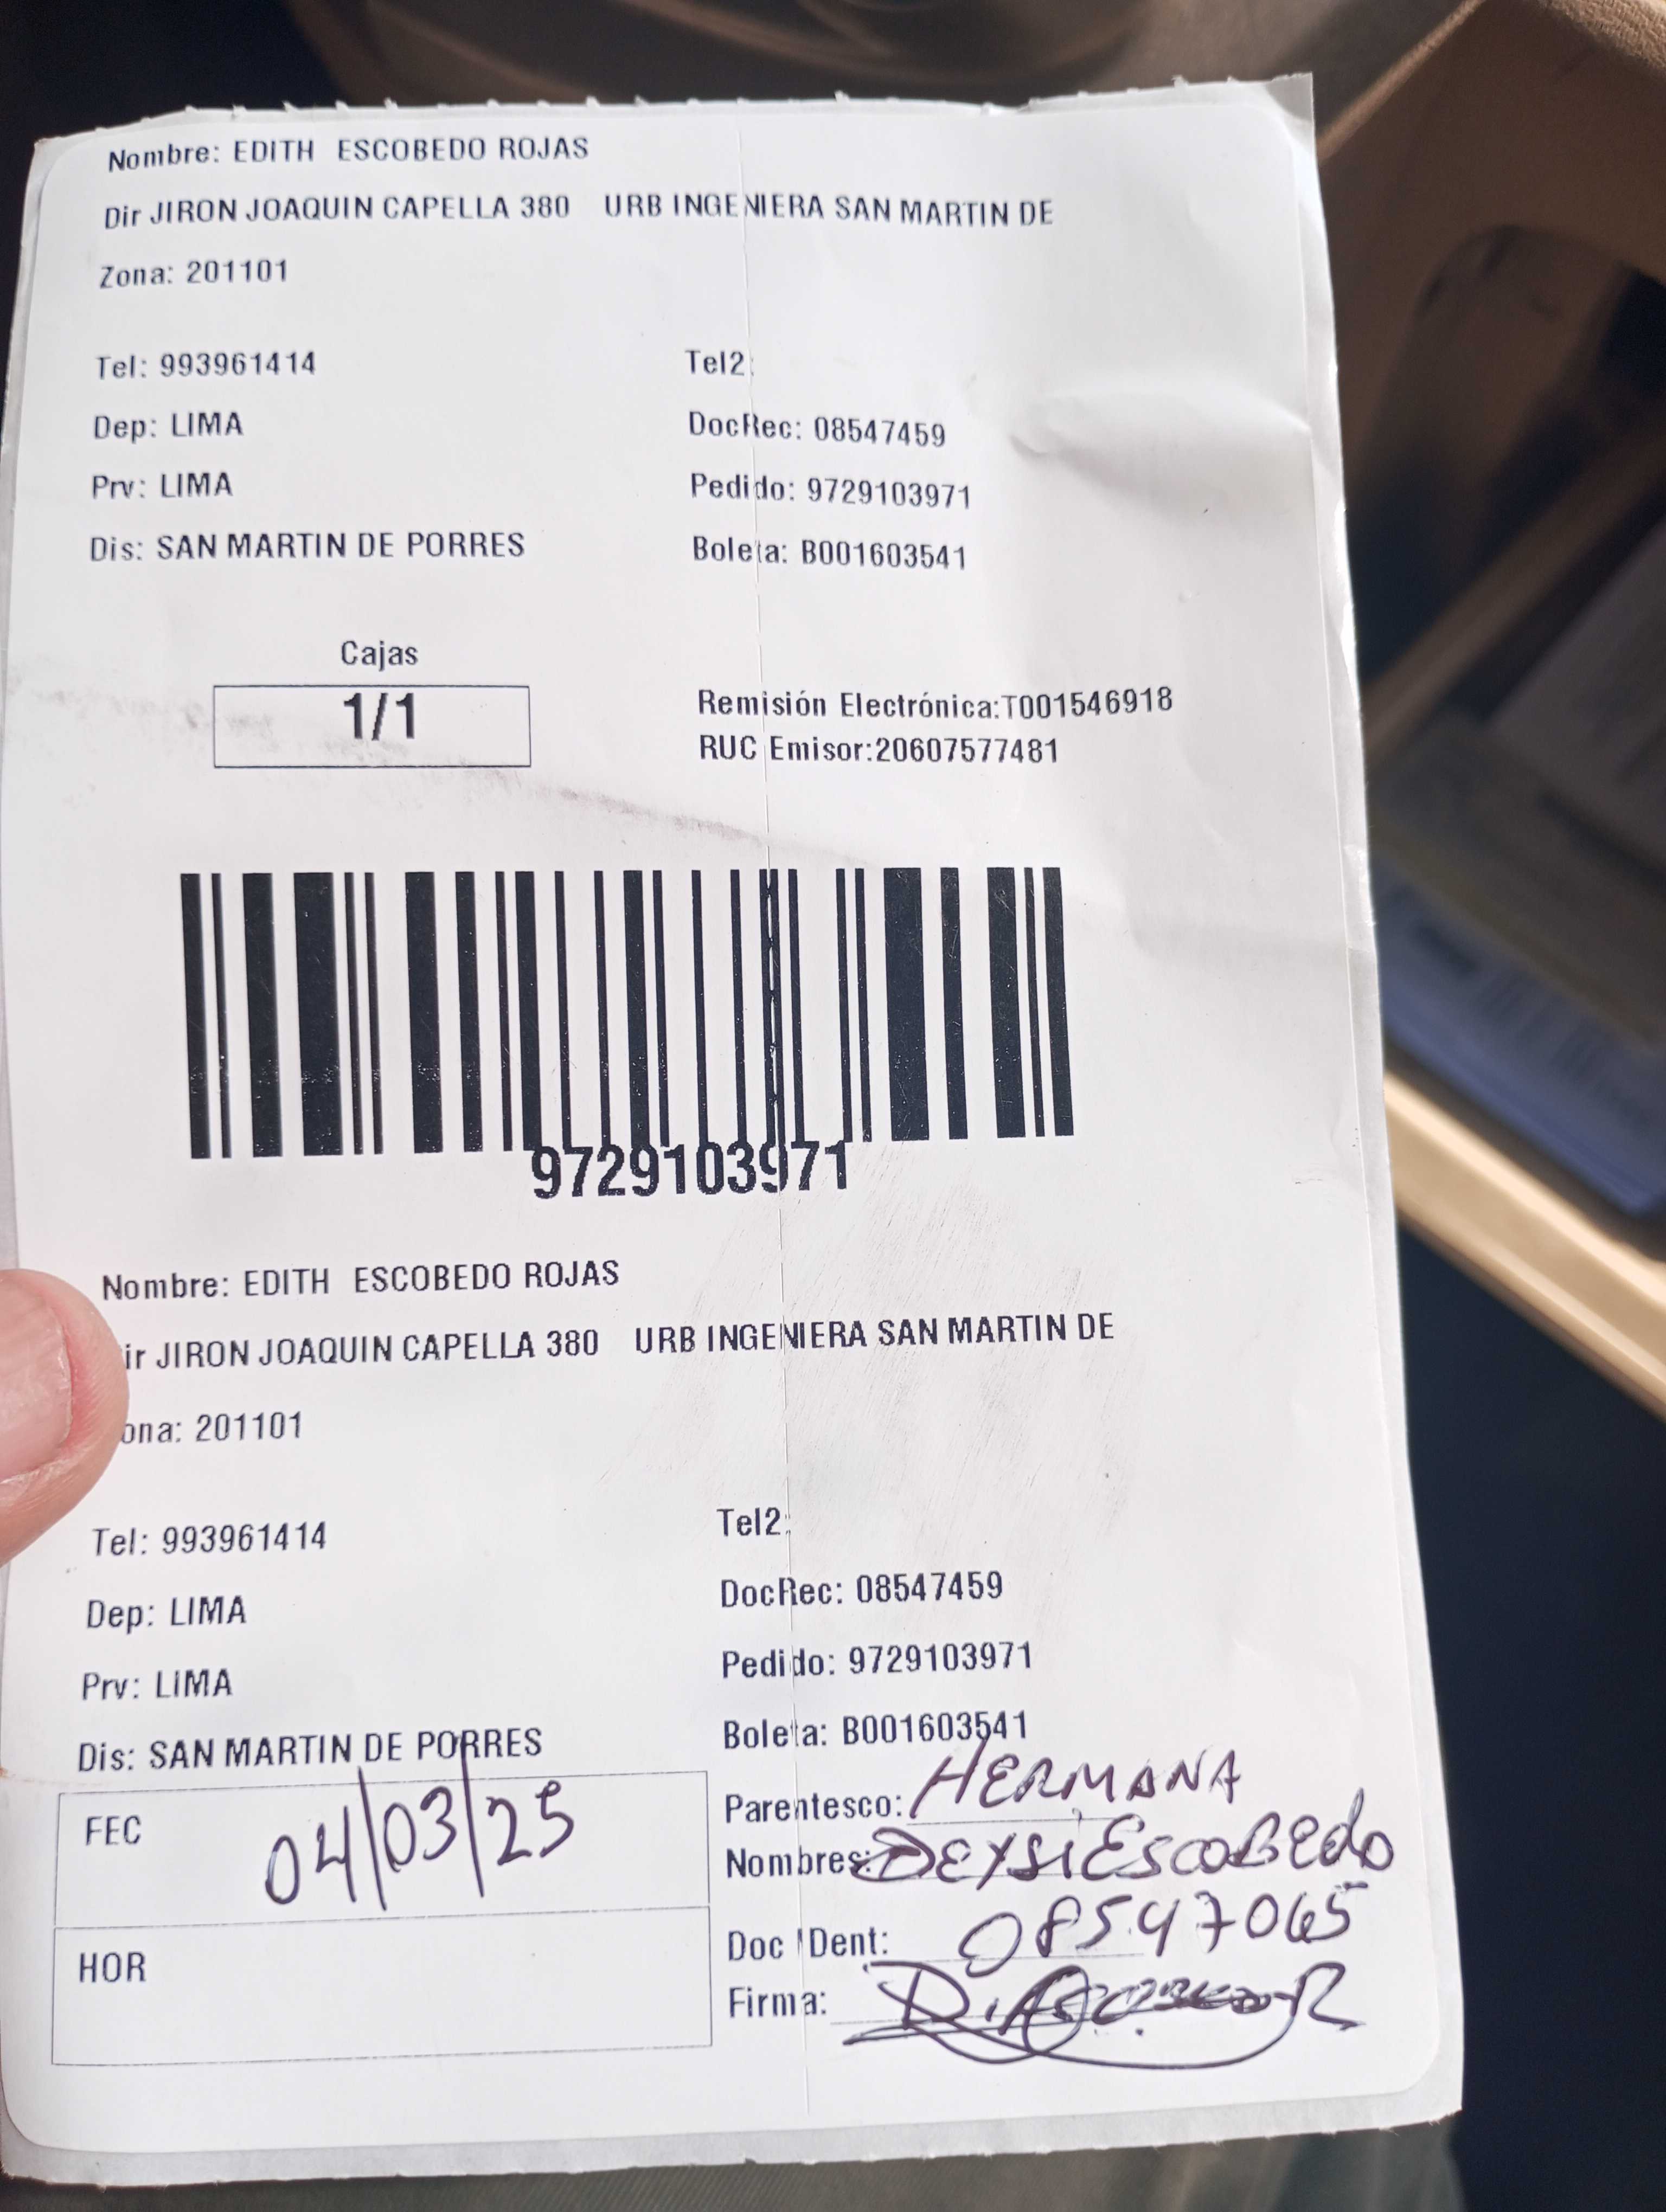 Nombre: EDITH ESCOBEDO ROJAS
Dir JIRON JOAQUIN CAPELLA 380 URB INGENIERA SAN MARTIN DE
Zona: 201101
Tel: 993961414 Tel2:
Dep: LIMA DocRec: 08547459
Prv: LIMA Pedido: 9729103971
Dis: SAN MARTIN DE PORRES Boleta: B001603541
Cajas
1/1
Remisión Electrónica:T001546918
RUC Emisor:20607577481
9729103971
Nombre: EDITH ESCOBEDO ROJAS
ir JIRON JOAQUIN CAPELLA 380 URB INGENIERA SAN MARTIN DE
ona: 201101
Tel: 993961414 Tel2:
Dep: LIMA DocRec: 08547459
Prv: LIMA Pedido: 9729103971
Dis: SAN MARTIN DE PORRES Boleta: B001603541
FEC 04/03/25
HOR
Parentesco: HERMANA
Nombres: DEYSI ESCOBEdo
Doc Dent: 08547065
Firma: